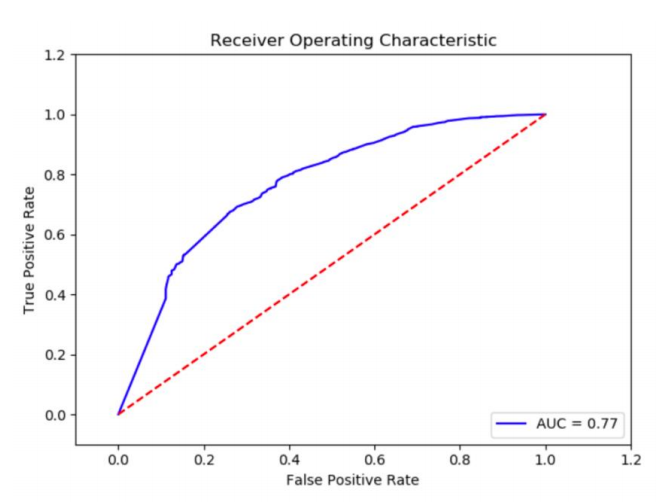 Receiver Operating Characteristic
1.2
1.0
0.8
0.6
0.4
0.2
0.0
True Positive Rate
AUC = 0.77
0.0 0.2 0.4 0.6 0.8 1.0 1.2
False Positive Rate